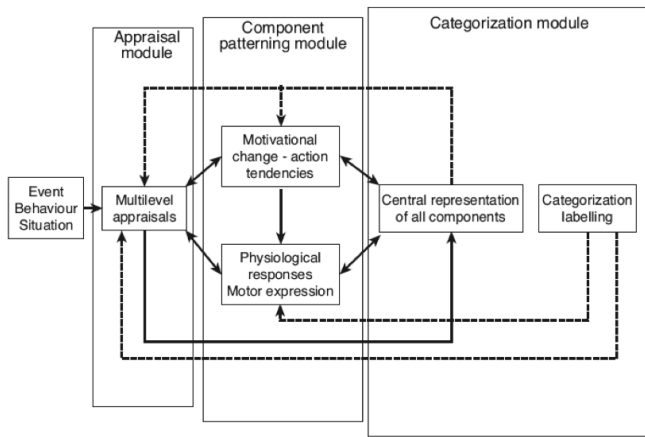 Appraisal
module
Component
patterning module
Categorization module
Motivational
change - action
tendencies
Event
Behaviour
Situation
Multilevel
appraisals
Central representation
of all components
Categorization
labelling
Physiological
responses
Motor expression